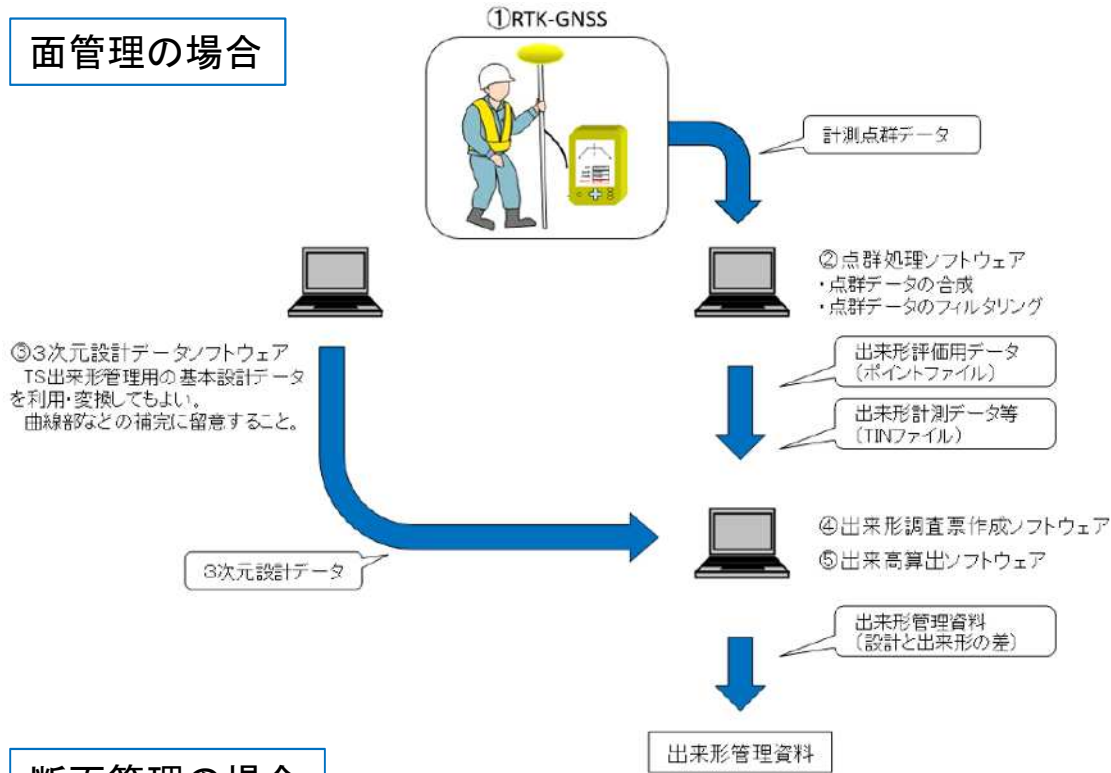 面管理の場合
①RTK-GNSS
計測点群データ
②点群処理ソフトウェア
・点群データの合成
・点群データのフィルタリング
③3次元設計データソフトウェア
TS出来形管理用の基本設計データ
を利用・変換してもよい。
曲線部などの補完に留意すること。
出来形評価用データ
(ポイントファイル)
出来形計測データ等
(TINファイル)
3次元設計データ
④出来形調査票作成ソフトウェア
⑤出来高算出ソフトウェア
出来形管理資料
(設計と出来形の差)
出来形管理資料
断面管理の場合